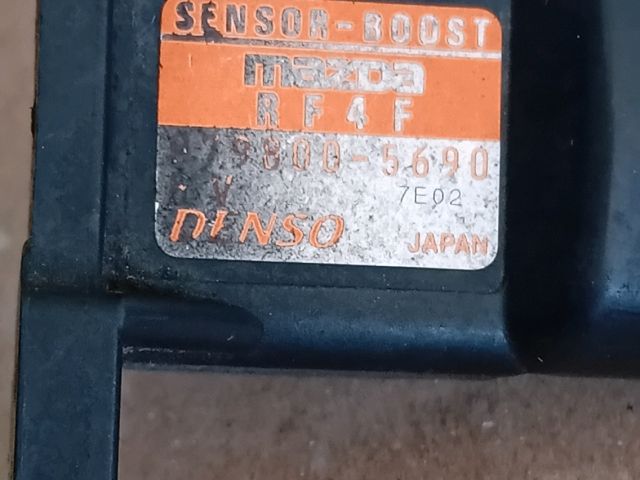 SENSOR-BOOST
mazda
RF4F
9800-5690
7E02
DENSO
JAPAN